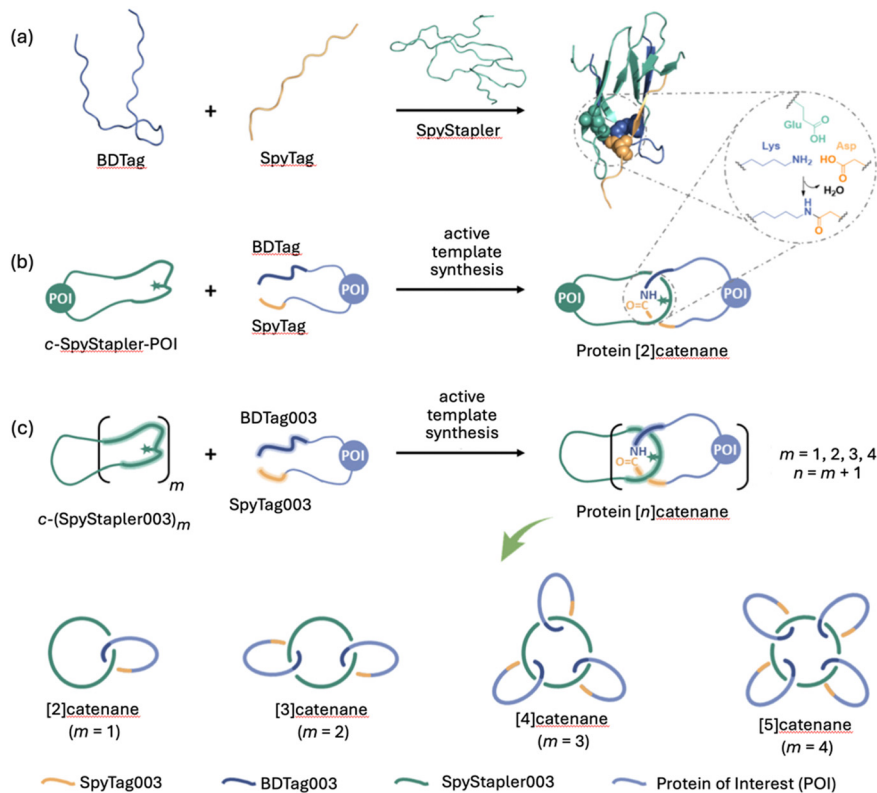 (a)
BDTag
+
SpyTag
SpyStapler
Glu
O
OH
Lys
Asp
NH₂
HO
O
H₂O
H
N
O
(b)
POI
c-SpyStapler-POI
+
BDTag
POI
SpyTag
active
template
synthesis
POI
NH
O=C
POI
Protein [2]catenane
(c)
m
c-(SpyStapler003)m
+
BDTag003
POI
SpyTag003
active
template
synthesis
NH
O=C
POI
Protein [n]catenane
m = 1, 2, 3, 4
n = m + 1
[2]catenane
(m = 1)
[3]catenane
(m = 2)
[4]catenane
(m = 3)
[5]catenane
(m = 4)
SpyTag003
BDTag003
SpyStapler003
Protein of Interest (POI)